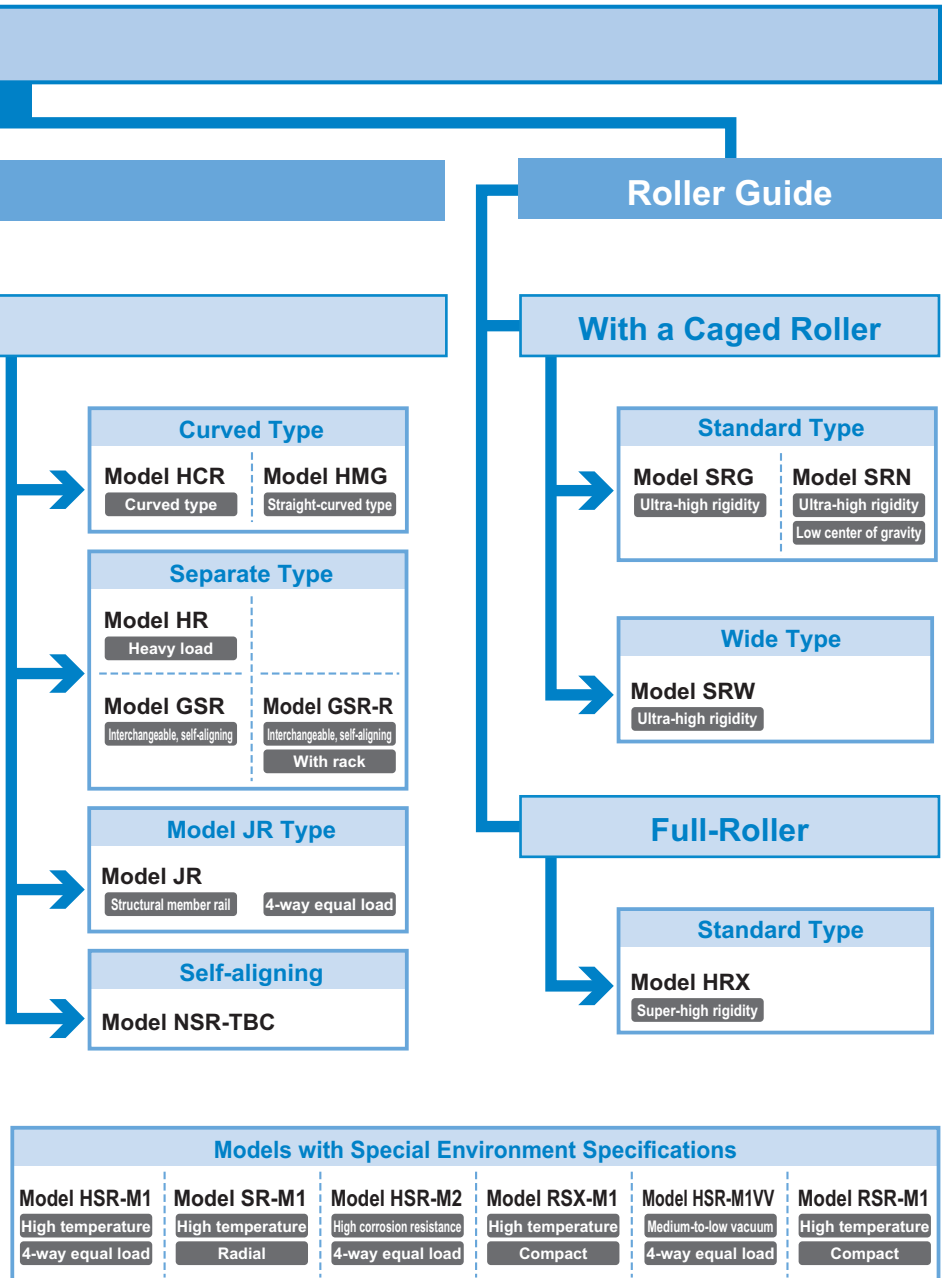 Roller Guide
With a Caged Roller
Curved Type
Model HCR
Curved type
Model HMG
Straight-curved type
Separate Type
Model HR
Heavy load
Model GSR
Interchangeable, self-aligning
Model GSR-R
Interchangeable, self-aligning
With rack
Model JR Type
Model JR
Structural member rail
4-way equal load
Self-aligning
Model NSR-TBC
Standard Type
Model SRG
Ultra-high rigidity
Model SRN
Ultra-high rigidity
Low center of gravity
Wide Type
Model SRW
Ultra-high rigidity
Full-Roller
Standard Type
Model HRX
Super-high rigidity
Models with Special Environment Specifications
Model HSR-M1
High temperature
4-way equal load
Model SR-M1
High temperature
Radial
Model HSR-M2
High corrosion resistance
4-way equal load
Model RSX-M1
High temperature
Compact
Model HSR-M1VV
Medium-to-low vacuum
4-way equal load
Model RSR-M1
High temperature
Compact